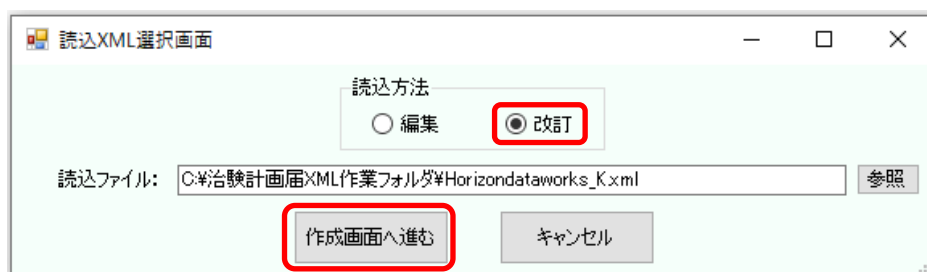 読込XML選択画面
読込方法
編集 改訂
読込ファイル: C:¥治験計画届XML作業フォルダ¥Horizondataworks_K.xml 参照
作成画面へ進む キャンセル